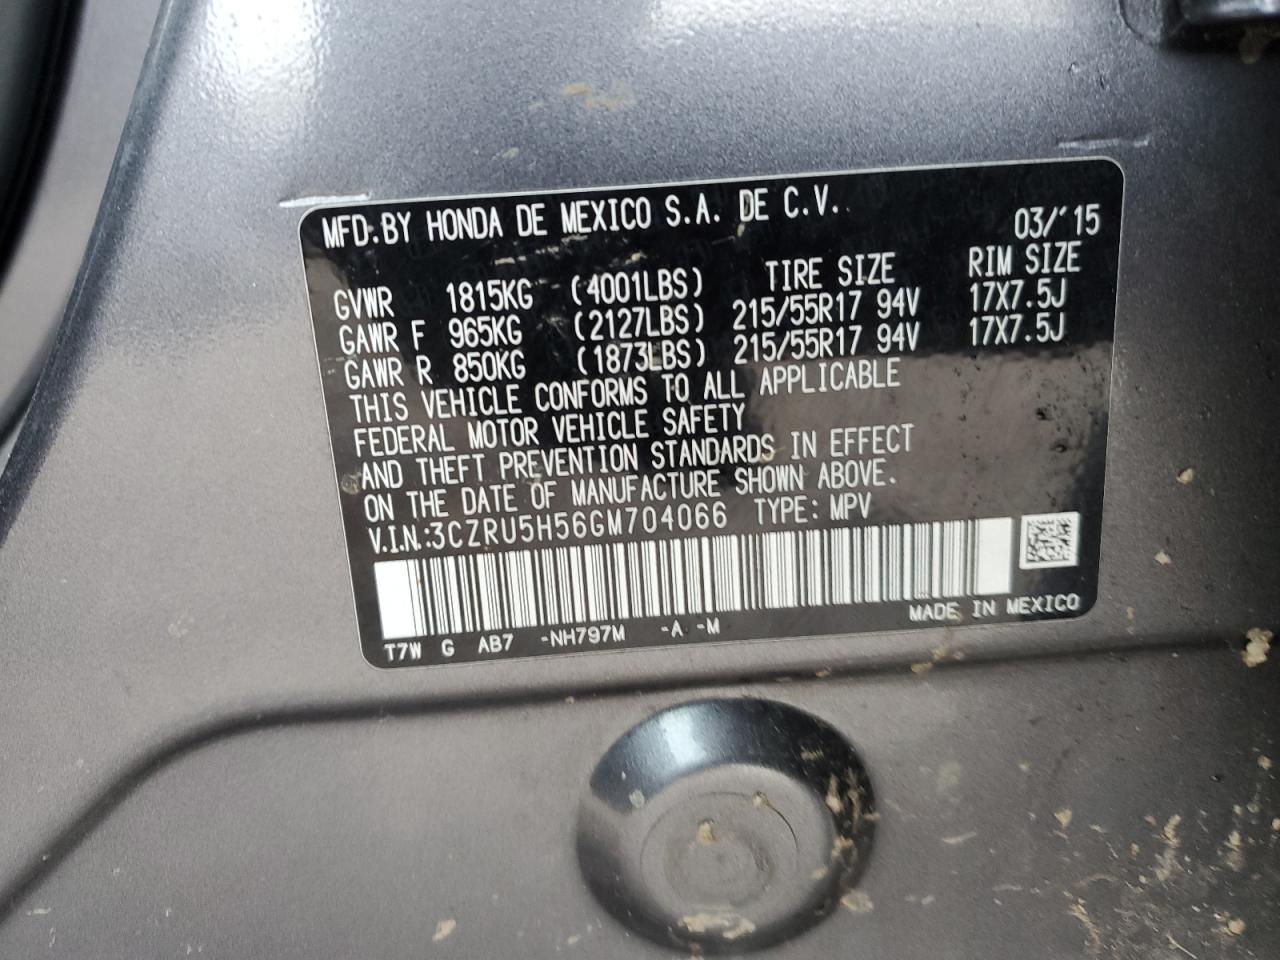 MFD.BY HONDA DE MEXICO S.A. DE C.V. 03/'15
GVWR 1815KG (4001LBS) TIRE SIZE RIM SIZE
GAWR F 965KG (2127LBS) 215/55R17 94V 17X7.5J
GAWR R 850KG (1873LBS) 215/55R17 94V 17X7.5J
THIS VEHICLE CONFORMS TO ALL APPLICABLE
FEDERAL MOTOR VEHICLE SAFETY
AND THEFT PREVENTION STANDARDS IN EFFECT
ON THE DATE OF MANUFACTURE SHOWN ABOVE.
V.I.N.:3CZRU5H56GM704066 TYPE: MPV
MADE IN MEXICO
T7W G AB7 -NH797M -A -M